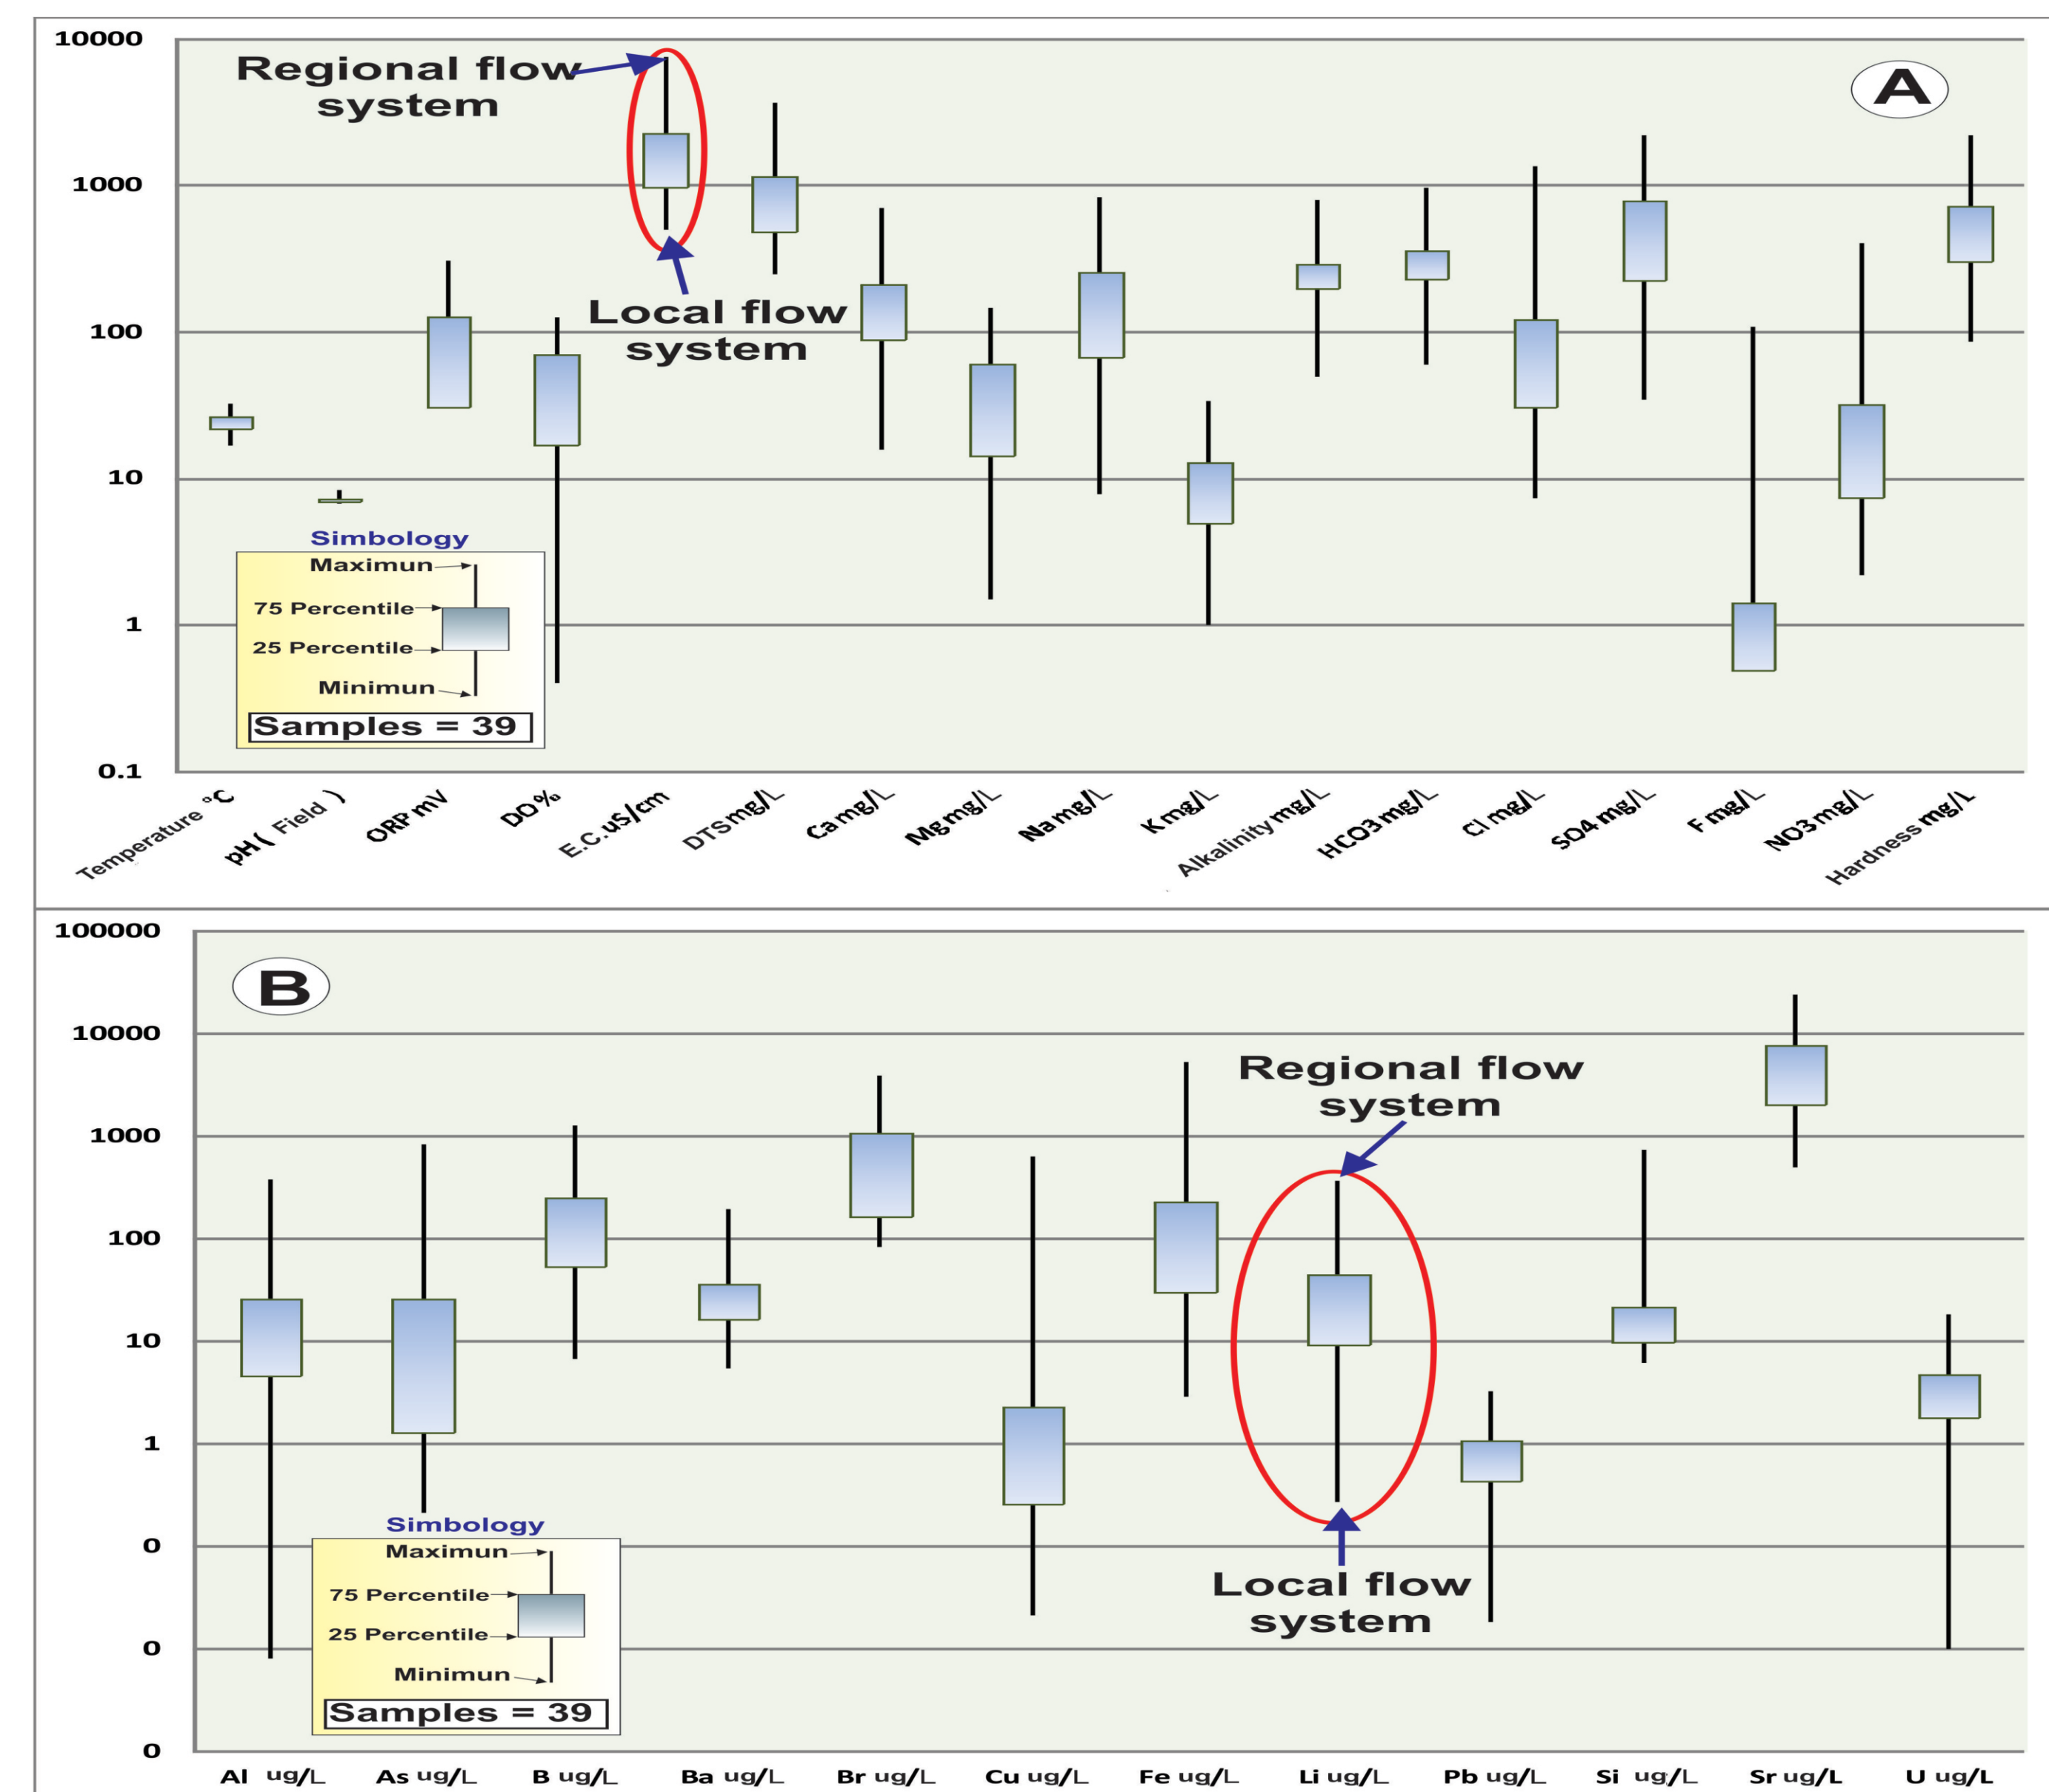 10000
1000
100
10
1
0.1
Regional flow
system
A
Local flow
system
Simbology
Maximun
75 Percentile
25 Percentile
Minimun
Samples = 39
Temperature °C
pH ( Field )
ORP mV
DO %
E.C. uS/cm
DTS mg/L
Ca mg/L
Mg mg/L
Na mg/L
K mg/L
Alkalinity mg/L
HCO3 mg/L
Cl mg/L
SO4 mg/L
F mg/L
NO3 mg/L
Hardness mg/L
100000
10000
1000
100
10
1
0
0
0
B
Regional flow
system
Local flow
system
Simbology
Maximun
75 Percentile
25 Percentile
Minimun
Samples = 39
Al ug/L
As ug/L
B ug/L
Ba ug/L
Br ug/L
Cu ug/L
Fe ug/L
Li ug/L
Pb ug/L
Si ug/L
Sr ug/L
U ug/L